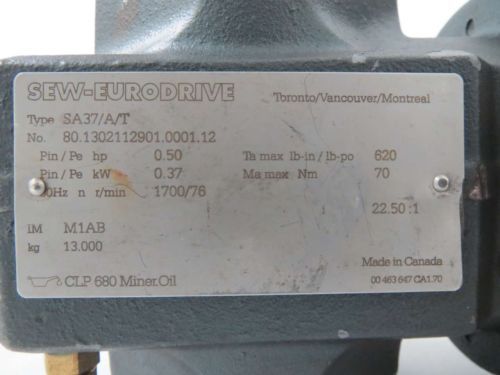 SEW-EURODRIVE Toronto/Vancouver/Montreal
Type SA37/A/T
No. 80.1302112901.0001.12
Pin/Pe hp 0.50 Ta max lb-in/lb-po 620
Pin/Pe kW 0.37 Ma max Nm 70
0Hz n r/min 1700/76
22.50 :1
IM M1AB
kg 13.000 Made in Canada
CLP 680 Miner.Oil 00 463 647 CA1.70